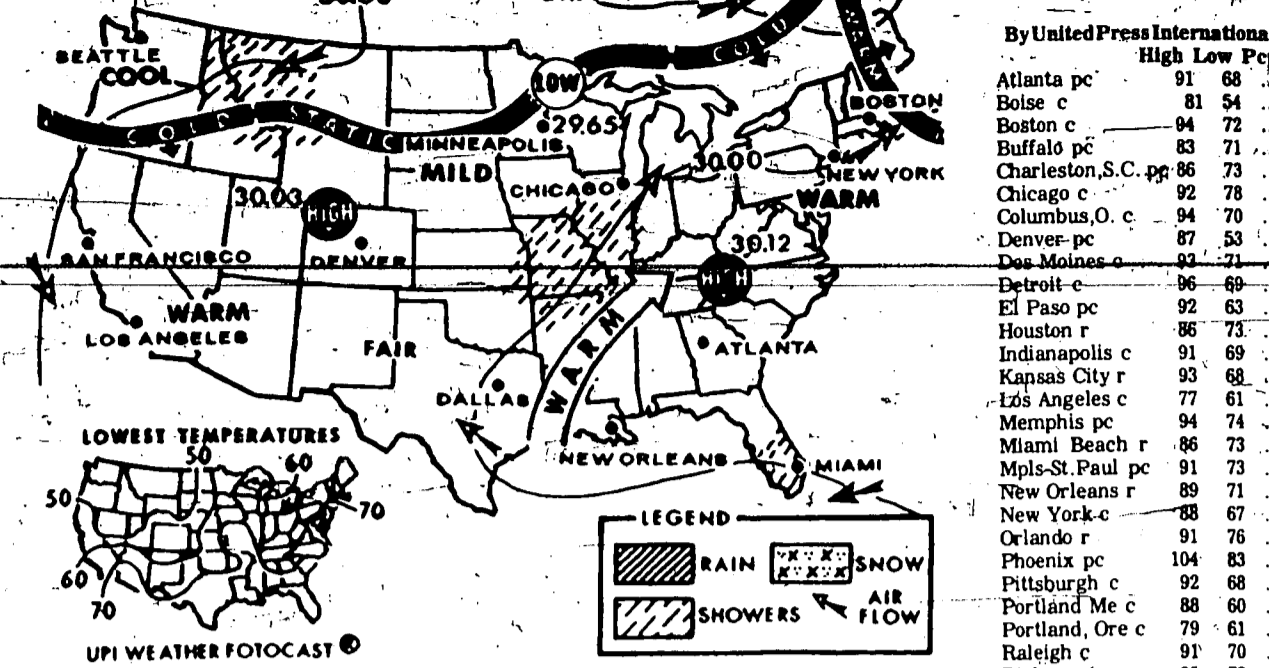 SEATTLE
COOL
COLD
WARM
LOW
BOSTON
COLD STATIC
29.65
MINNEAPOLIS
MILD
30.00
NEW YORK
WARM
CHICAGO
30.03
HIGH
30.12
HIGH
SAN FRANCISCO
DENVER
WARM
LOS ANGELES
FAIR
WARM
ATLANTA
DALLAS
NEW ORLEANS
MIAMI
LOWEST TEMPERATURES
50
60
50
70
60
70
UPI WEATHER FOTOCAST
LEGEND
RAIN
SNOW
SHOWERS
AIR
FLOW
By United Press Internationa
High Low Pc
Atlanta pc 91 68
Boise c 81 54
Boston c 94 72
Buffalo pc 83 71
Charleston,S.C. pc 86 73
Chicago c 92 78
Columbus,O. c 94 70
Denver pc 87 53
Des Moines c 93 71
Detroit c 96 69
El Paso pc 92 63
Houston r 86 73
Indianapolis c 91 69
Kansas City r 93 68
Los Angeles c 77 61
Memphis pc 94 74
Miami Beach r 86 73
Mpls-St.Paul pc 91 73
New Orleans r 89 71
New York c 88 67
Orlando r 91 76
Phoenix pc 104 83
Pittsburgh c 92 68
Portland Me c 88 60
Portland, Ore c 79 61
Raleigh c 91 70